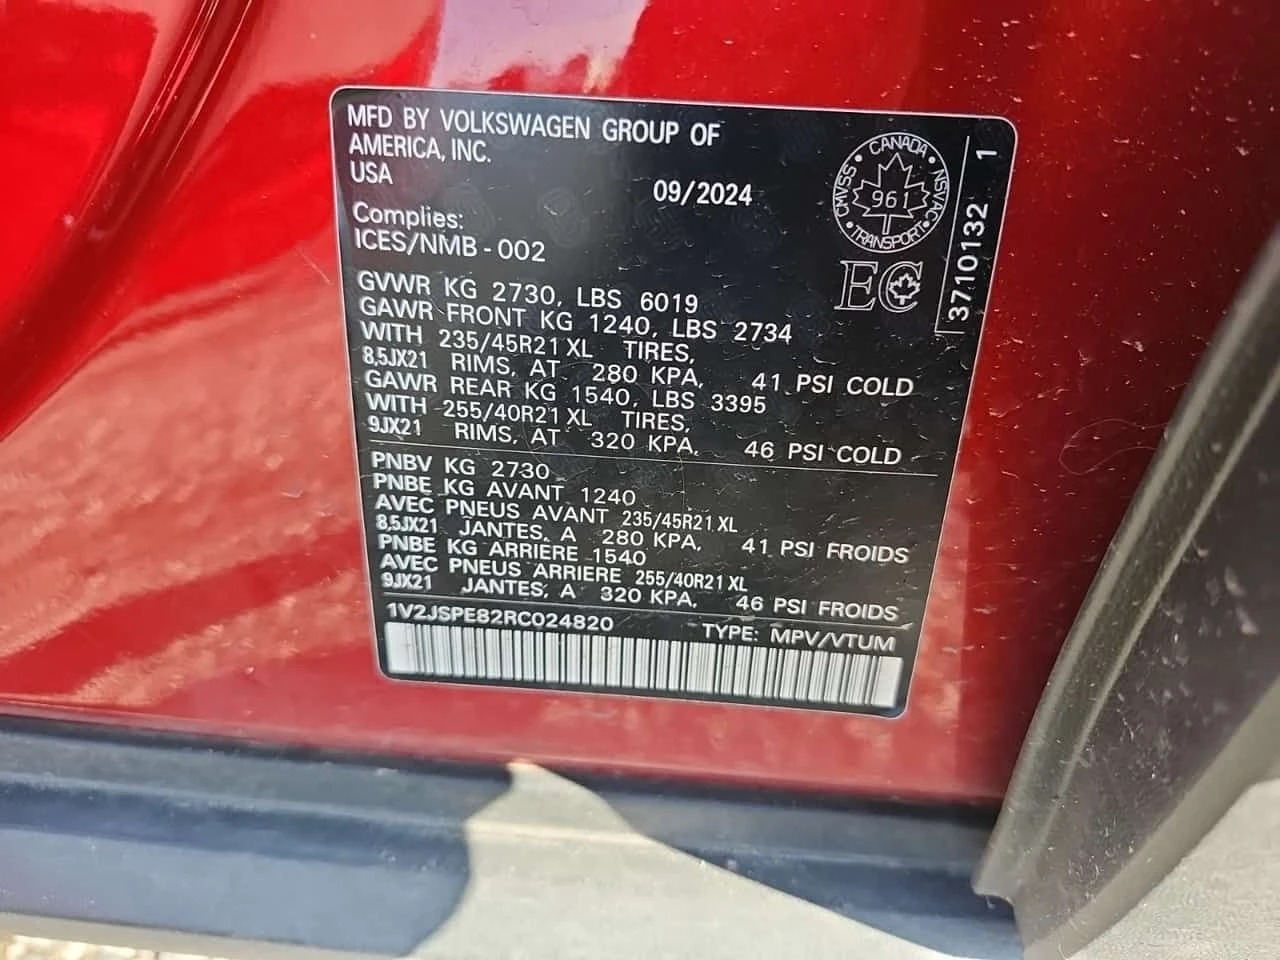 MFD BY VOLKSWAGEN GROUP OF
AMERICA, INC.
USA
09/2024
Complies:
ICES/NMB-002
CANADA
CMVSS
NSVAC
961
TRANSPORT
EC
3710132 1
GVWR KG 2730, LBS 6019
GAWR FRONT KG 1240, LBS 2734
WITH 235/45R21 XL TIRES,
8,5JX21 RIMS, AT 280 KPA, 41 PSI COLD
GAWR REAR KG 1540, LBS 3395
WITH 255/40R21 XL TIRES,
9JX21 RIMS, AT 320 KPA, 46 PSI COLD
PNBV KG 2730
PNBE KG AVANT 1240
AVEC PNEUS AVANT 235/45R21 XL
8,5JX21 JANTES, A 280 KPA, 41 PSI FROIDS
PNBE KG ARRIERE 1540
AVEC PNEUS ARRIERE 255/40R21 XL
9JX21 JANTES, A 320 KPA, 46 PSI FROIDS
1V2JSPE82RC024820 TYPE: MPV/VTUM